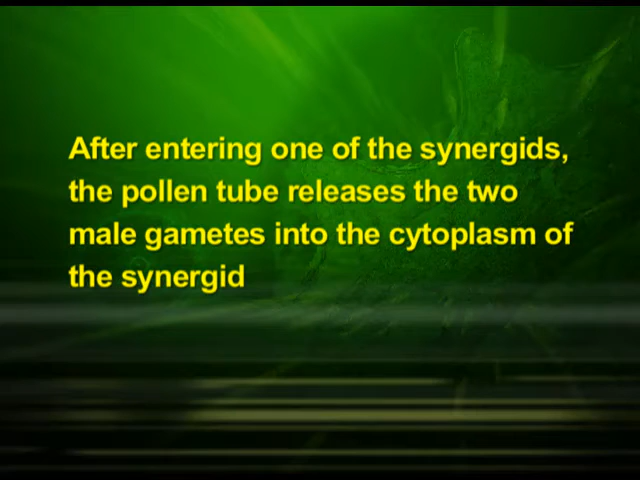 After entering one of the synergids,
the pollen tube releases the two
male gametes into the cytoplasm of
the synergid